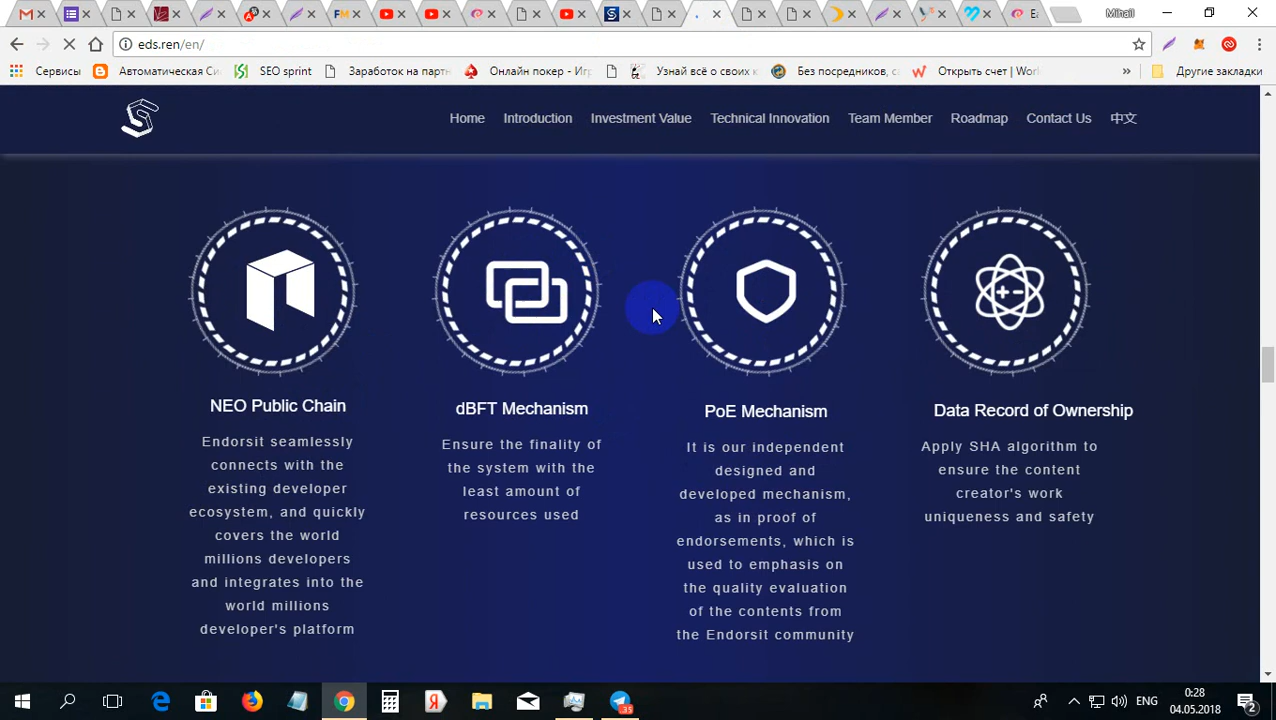 Mihail
eds.ren/en/
Сервисы
Автоматическая Си
SEO sprint
Заработок на партн
Онлайн покер - Игр
Узнай всё о своих к
Без посредников, са
Открыть счет | Worl
»
Другие закладки
Home
Introduction
Investment Value
Technical Innovation
Team Member
Roadmap
Contact Us
中文
NEO Public Chain
Endorsit seamlessly
connects with the
existing developer
ecosystem, and quickly
covers the world
millions developers
and integrates into the
world millions
developer's platform
dBFT Mechanism
Ensure the finality of
the system with the
least amount of
resources used
PoE Mechanism
It is our independent
designed and
developed mechanism,
as in proof of
endorsements, which is
used to emphasis on
the quality evaluation
of the contents from
the Endorsit community
Data Record of Ownership
Apply SHA algorithm to
ensure the content
creator's work
uniqueness and safety
35
ENG
0:28
04.05.2018
2